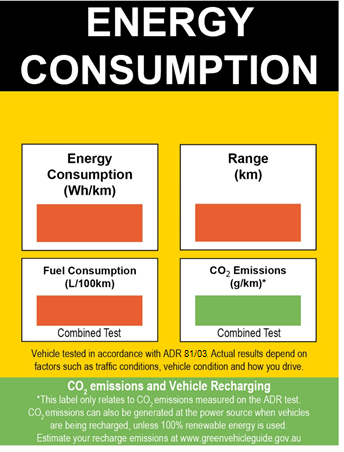 ENERGY
CONSUMPTION
Energy
Consumption
(Wh/km)
Range
(km)
Fuel Consumption
(L/100km)
Combined Test
CO2 Emissions
(g/km)*
Combined Test
Vehicle tested in accordance with ADR 81/03. Actual results depend on
factors such as traffic conditions, vehicle condition and how you drive.
CO2 emissions and Vehicle Recharging
*This label only relates to CO2 emissions measured on the ADR test.
CO2 emissions can also be generated at the power source when vehicles
are being recharged, unless 100% renewable energy is used.
Estimate your recharge emissions at www.greenvehicleguide.gov.au